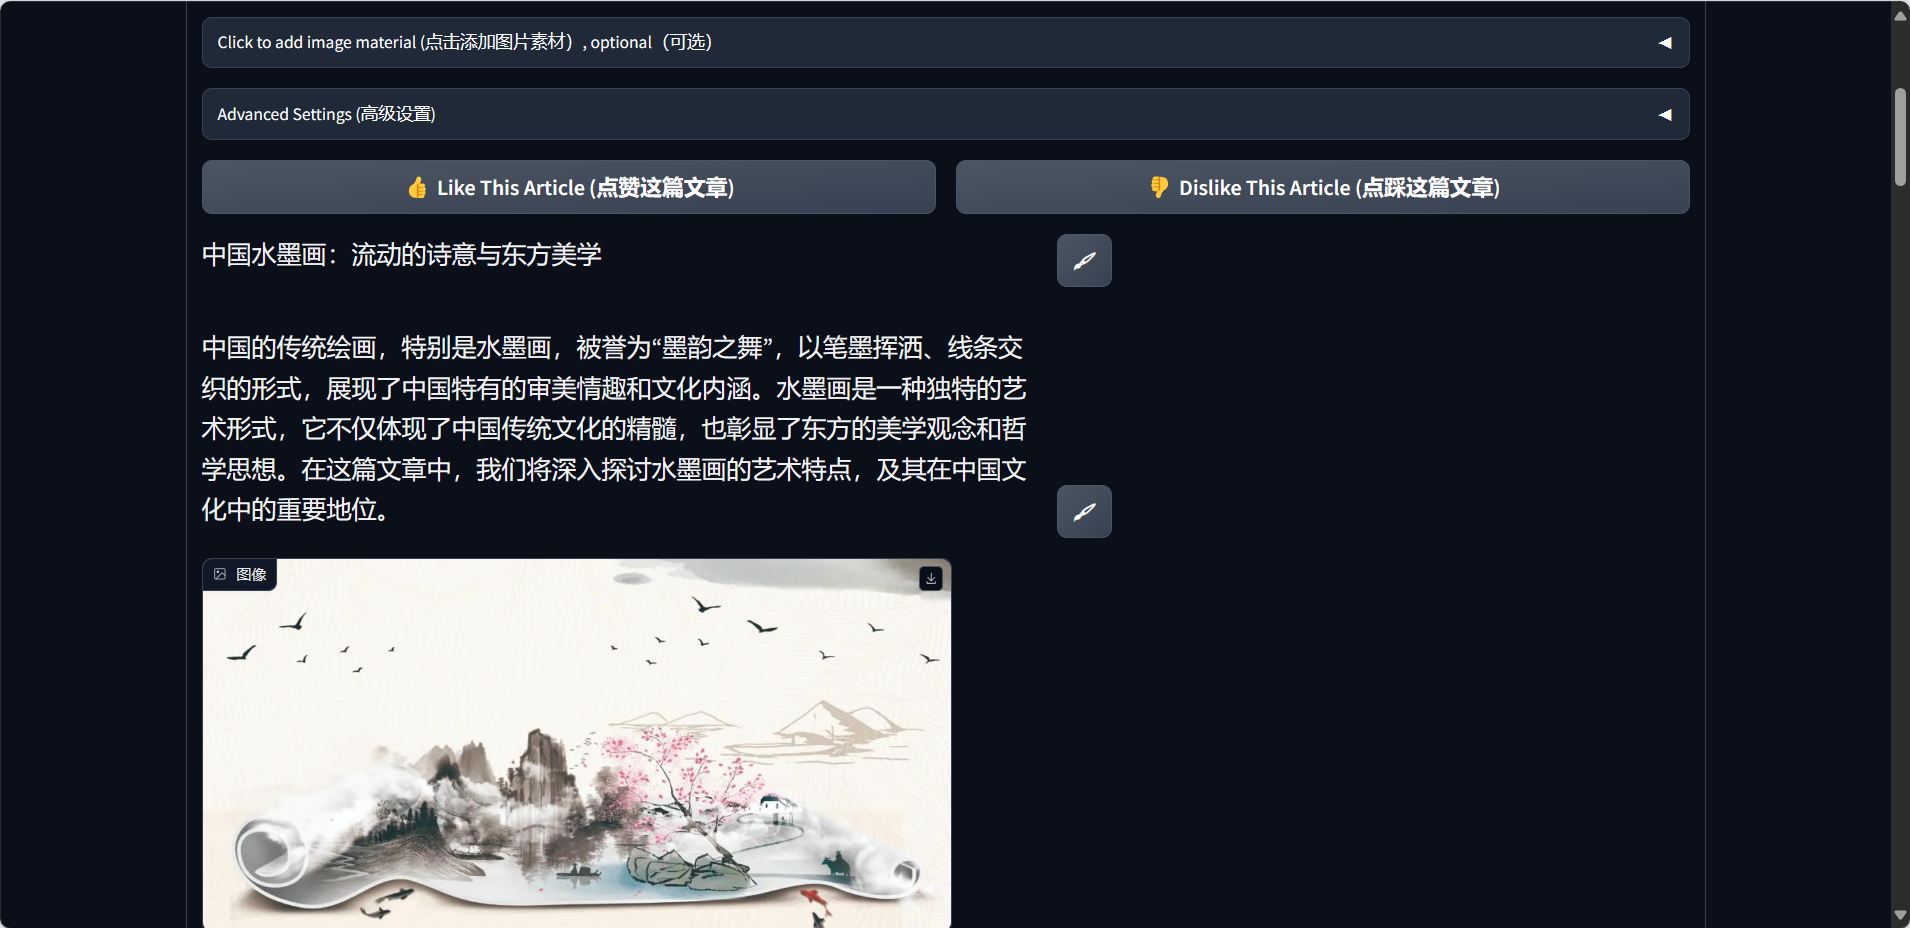 Click to add image material (点击添加图片素材）, optional（可选）
Advanced Settings (高级设置)
👍 Like This Article (点赞这篇文章)
👎 Dislike This Article (点踩这篇文章)
中国水墨画：流动的诗意与东方美学
中国的传统绘画，特别是水墨画，被誉为“墨韵之舞”，以笔墨挥洒、线条交
织的形式，展现了中国特有的审美情趣和文化内涵。水墨画是一种独特的艺
术形式，它不仅体现了中国传统文化的精髓，也彰显了东方的美学观念和哲
学思想。在这篇文章中，我们将深入探讨水墨画的艺术特点，及其在中国文
化中的重要地位。
图像